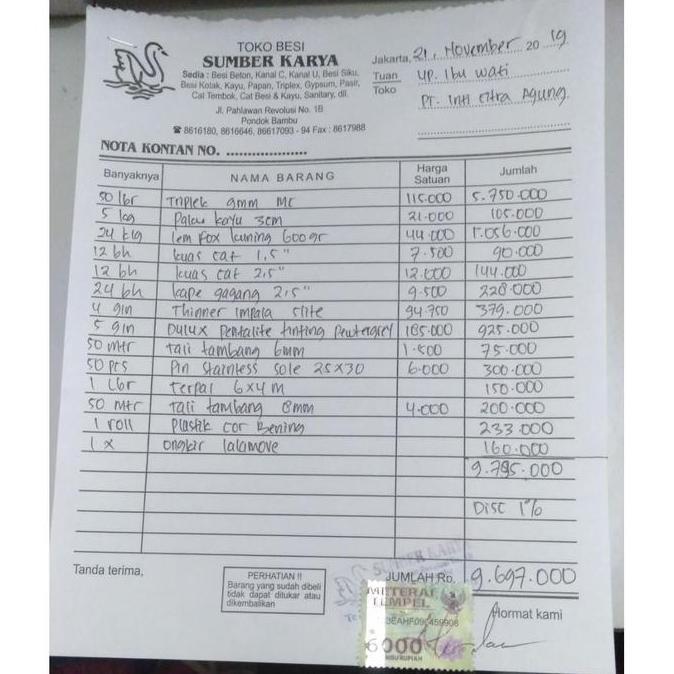 TOKO BESI
SUMBER KARYA
Sedia : Besi Beton, Kanal C, Kanal U, Besi Siku,
Besi Kotak, Kayu, Papan, Triplex, Gypsum, Pasir,
Cat Tembok, Cat Besi & Kayu, Sanitary, dll.
Jl. Pahlawan Revolusi No. 1B
Pondok Bambu
☎ 8616180, 8616646, 86617093 - 94 Fax : 8617988
Jakarta, 21, November 20 19
Tuan Toko UP. Ibu Wati
PT. Inti Citra Agung
NOTA KONTAN NO. ....................
Banyaknya NAMA BARANG Harga Satuan Jumlah
50 lbr Triplek 9mm MC 115.000 5.750.000
5 kg Paku kayu 3cm 21.000 105.000
24 klg lem fox kuning 600gr 44.000 1.056.000
12 bh kuas cat 1,5" 7.500 90.000
12 bh kuas cat 2,5" 12.000 144.000
24 bh kape gagang 2,5" 9.500 228.000
4 gln Thinner impala slite 94.750 379.000
5 gln Dulux pentalite tinting pewtergrey 185.000 925.000
50 mtr Tali tambang 6mm 1.500 75.000
50 pcs Pin Stainless sole 25x30 6.000 300.000
1 Lbr Terpal 6x4 M 150.000
50 Mtr Tali tambang 8mm 4.000 200.000
1 roll Plastik cor Bening 233.000
1 x ongkir lalamove 160.000
9.795.000
DISC 1%
JUMLAH Rp. 9.697.000
Tanda terima,
PERHATIAN !!
Barang yang sudah dibeli
tidak dapat ditukar atau
dikembalikan
SUMBER KARYA
METERAI
TEMPEL
6000
RIBU RUPIAH
Hormat kami